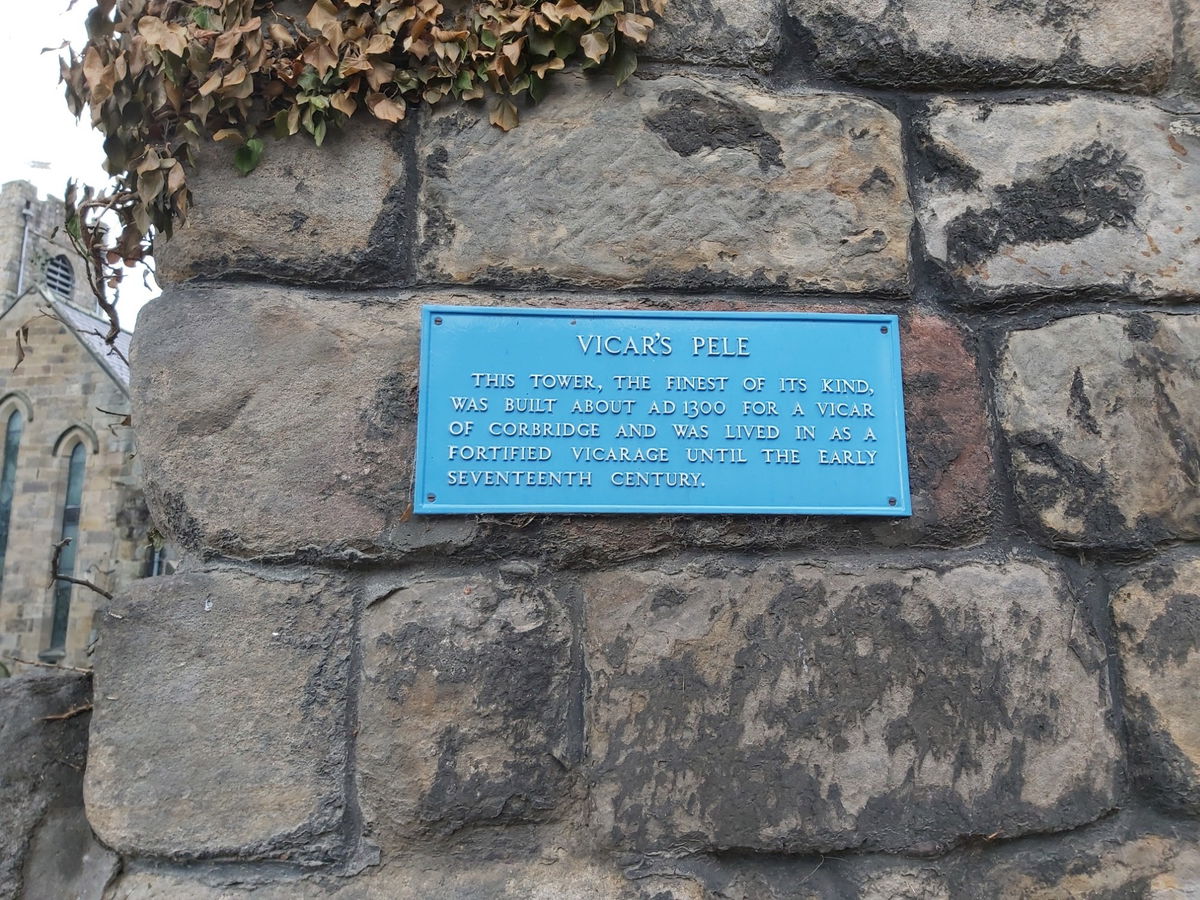 VICAR'S PELE
THIS TOWER, THE FINEST OF ITS KIND,
WAS BUILT ABOUT AD 1300 FOR A VICAR
OF CORBRIDGE AND WAS LIVED IN AS A
FORTIFIED VICARAGE UNTIL THE EARLY
SEVENTEENTH CENTURY.